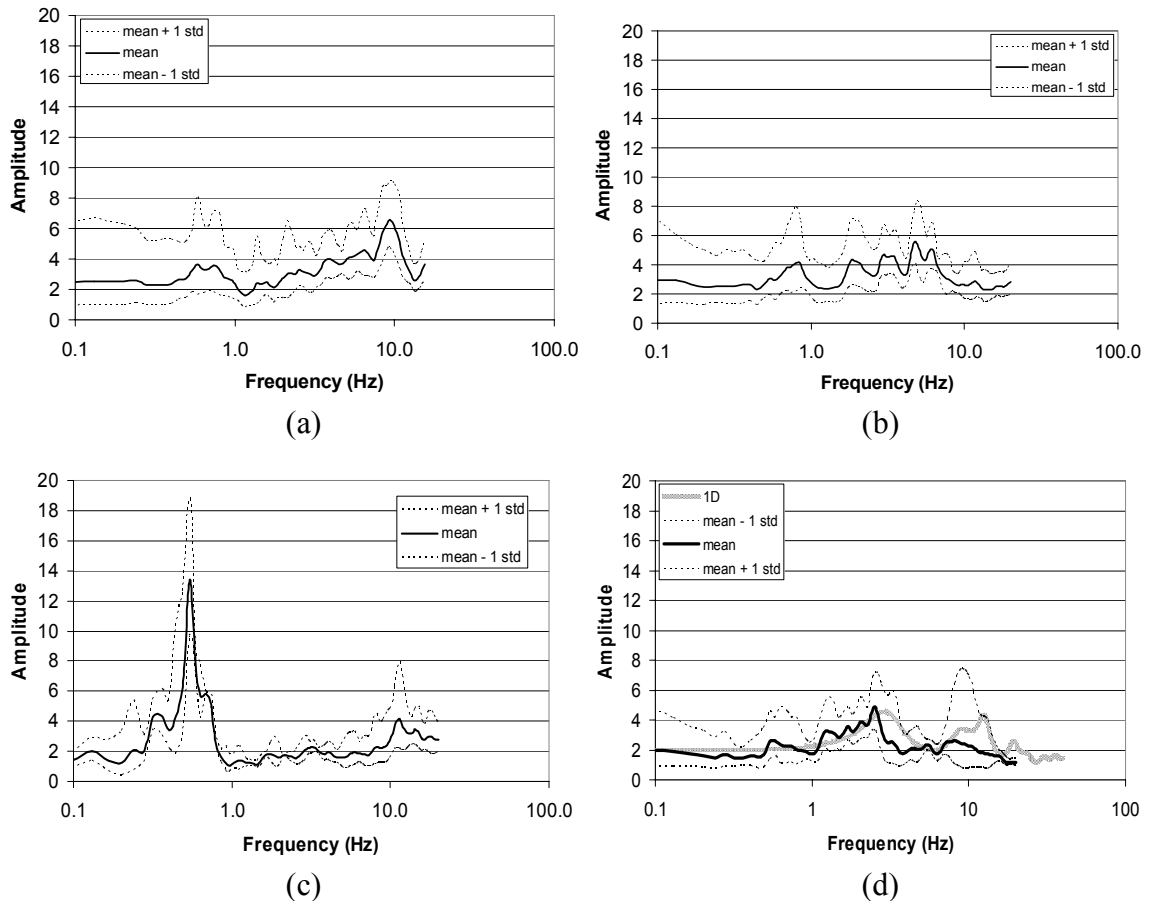 20
18
16
14
12
10
8
6
4
2
0
Amplitude
mean + 1 std
mean
mean - 1 std
0.1
1.0
10.0
100.0
Frequency (Hz)
(a)
20
18
16
14
12
10
8
6
4
2
0
Amplitude
mean + 1 std
mean
mean - 1 std
0.1
1.0
10.0
100.0
Frequency (Hz)
(b)
20
18
16
14
12
10
8
6
4
2
0
Amplitude
mean + 1 std
mean
mean - 1 std
0.1
1.0
10.0
100.0
Frequency (Hz)
(c)
20
18
16
14
12
10
8
6
4
2
0
Amplitude
1D
mean - 1 std
mean
mean + 1 std
0.1
1
10
100
Frequency (Hz)
(d)